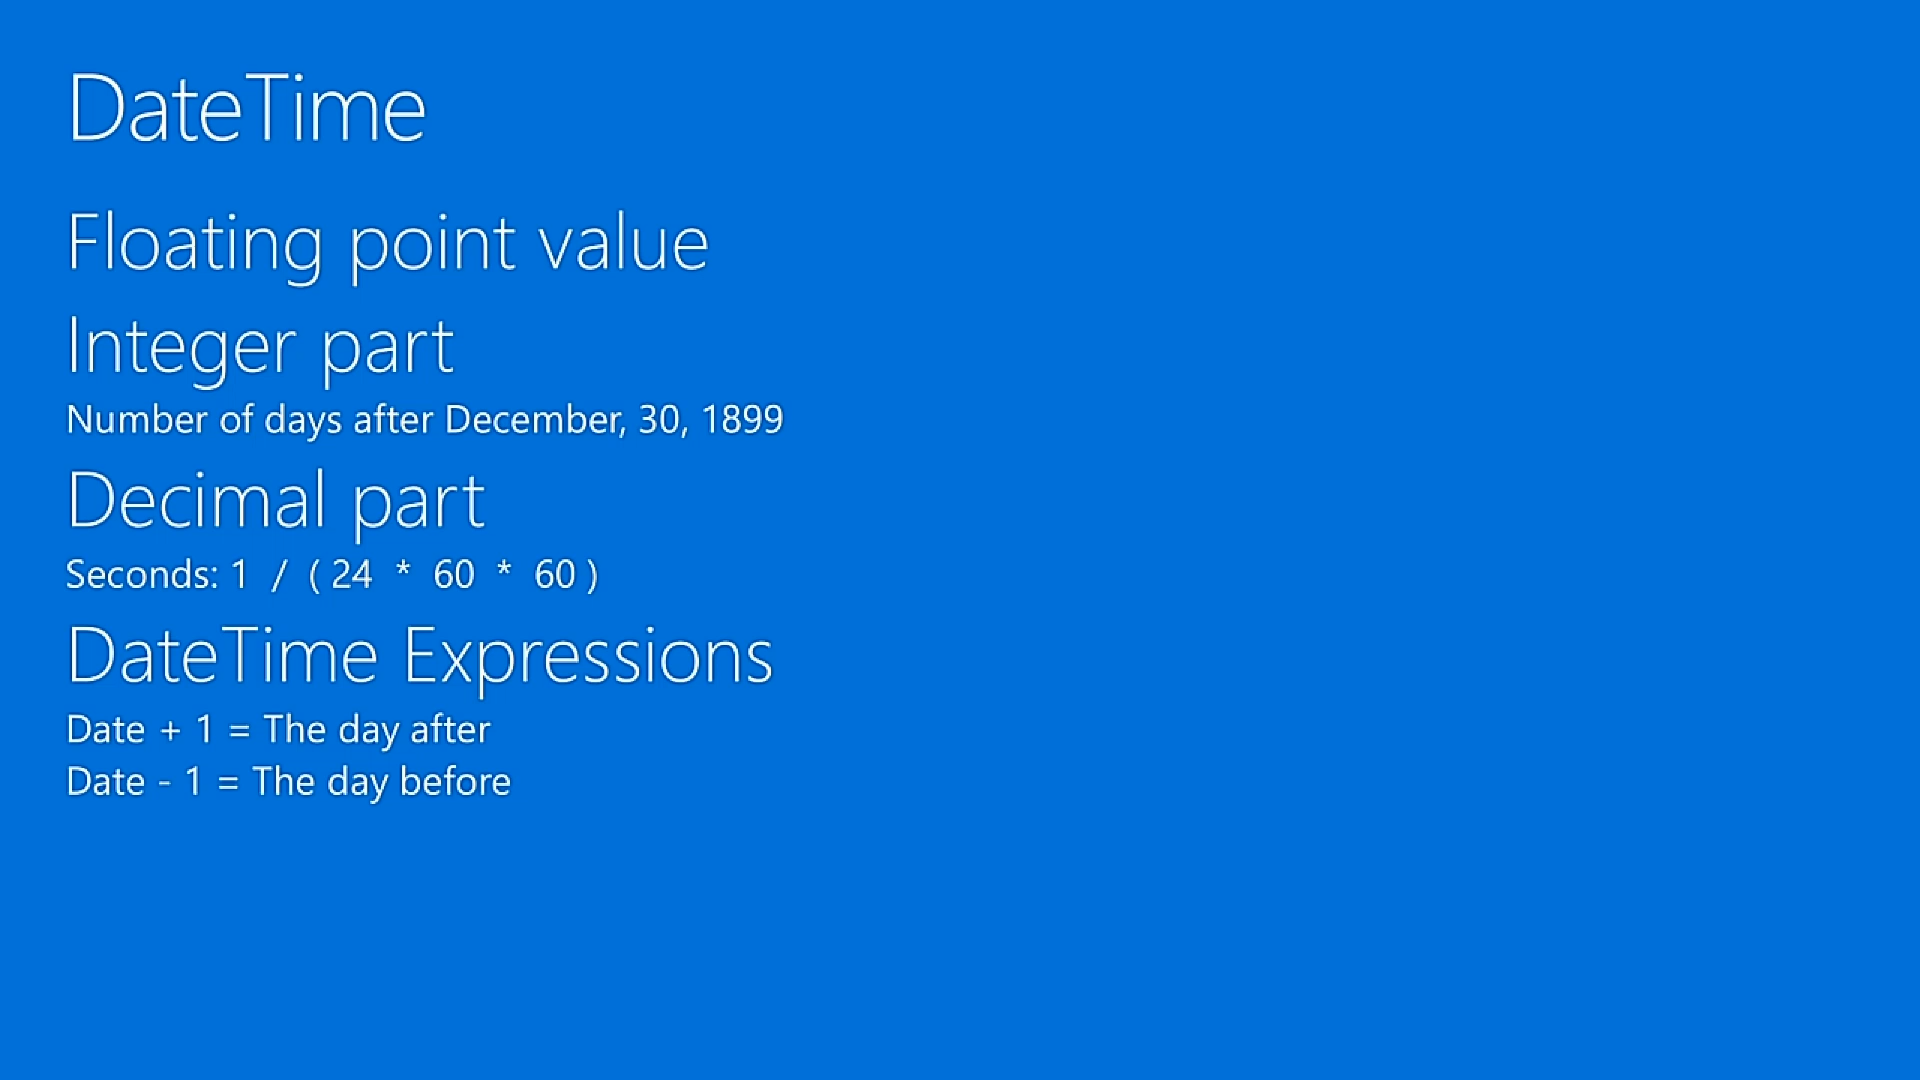 DateTime
Floating point value
Integer part
Number of days after December, 30, 1899
Decimal part
Seconds: 1 / ( 24 * 60 * 60 )
DateTime Expressions
Date + 1 = The day after
Date - 1 = The day before